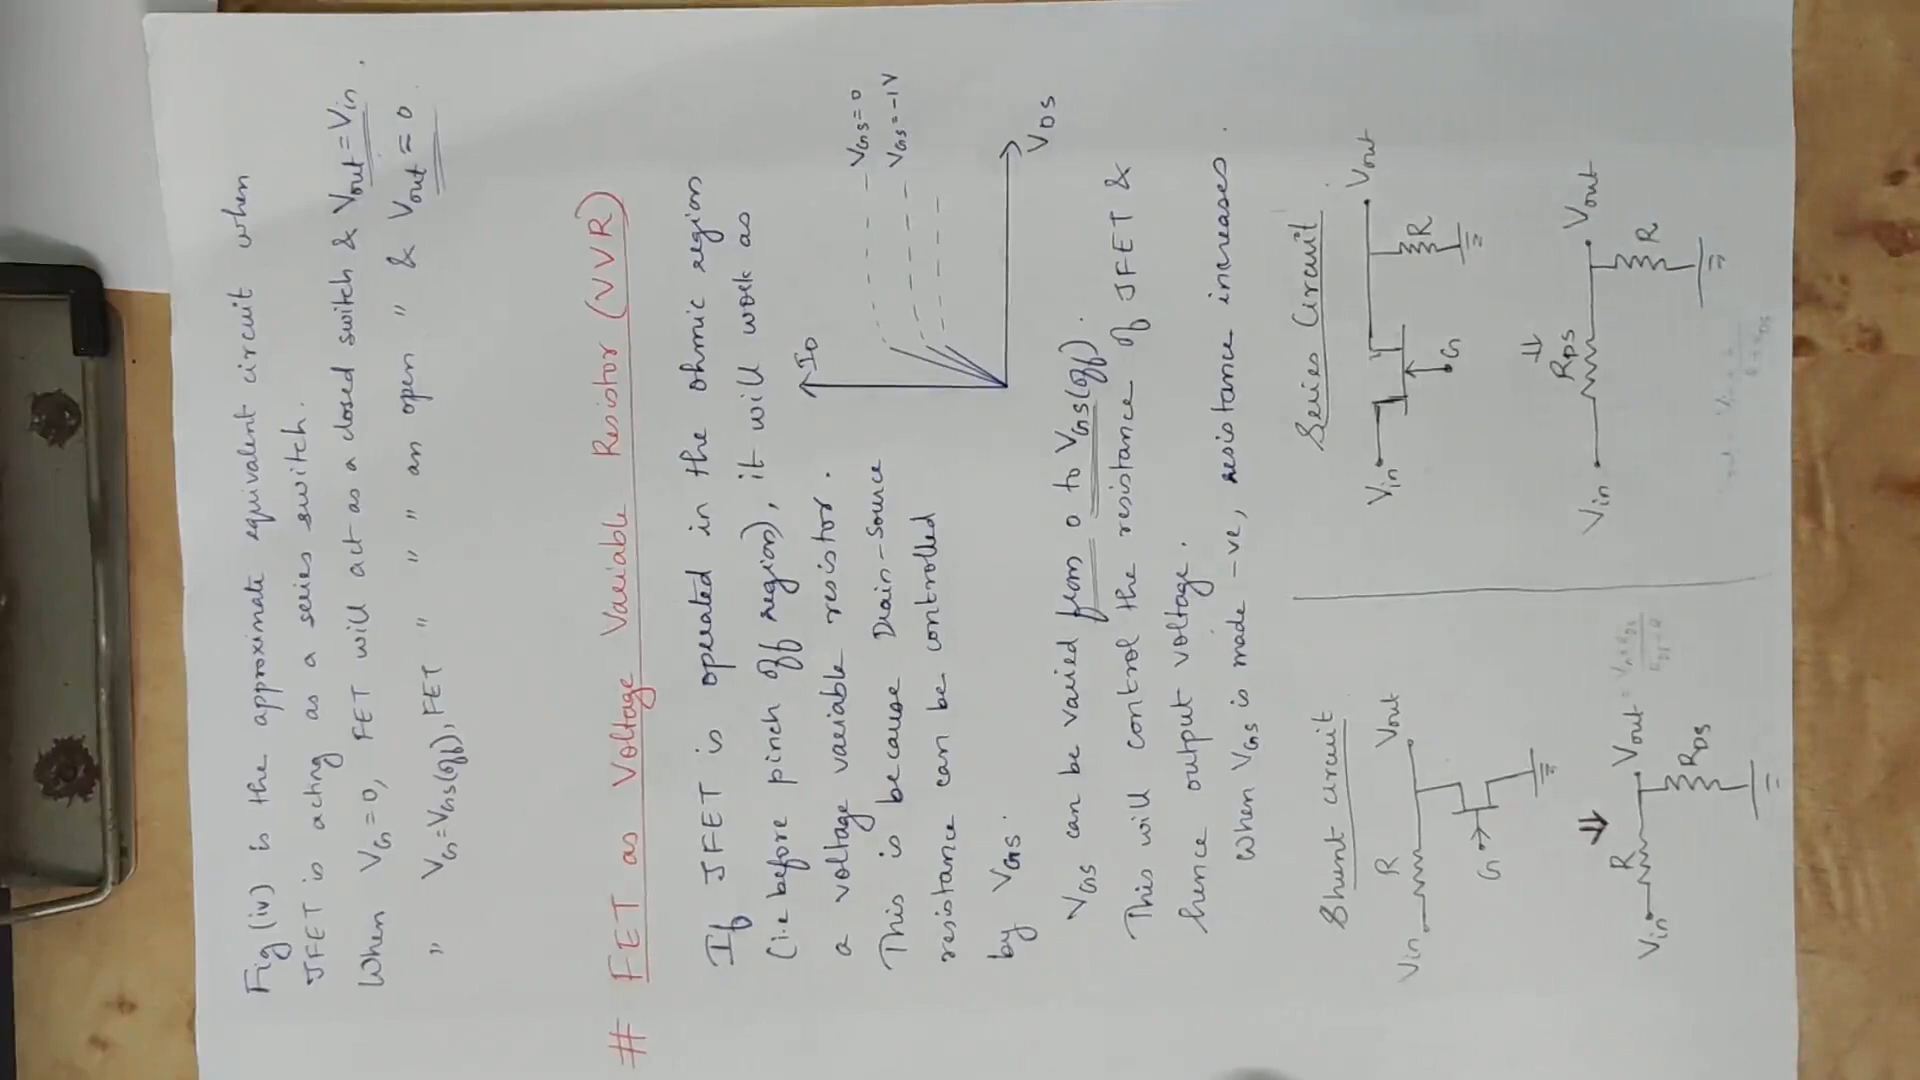 Fig (iv) is the approximate equivalent circuit when
JFET is acting as a series switch.
When VG = 0, FET will act as a closed switch & Vout = Vin.
" VG = VGS(off), FET " " " an open " & Vout = 0
# FET as Voltage Variable Resistor (VVR)
If JFET is operated in the ohmic region
(i.e before pinch off region), it will work as
a voltage variable resistor.
This is because Drain-Source
resistance can be controlled
by VGS.
ID
VGS = 0
VGS = -1V
VDS
VGS can be varied from 0 to VGS(off).
This will control the resistance of JFET &
hence output voltage.
When VGS is made -ve, resistance increases.
Shunt circuit
Vin R Vout
G
⇓
Vin R Vout = Vin × RDS / RDS + R
RDS
Series Circuit
Vin Vout
G R
⇓
Vin RDS Vout
R